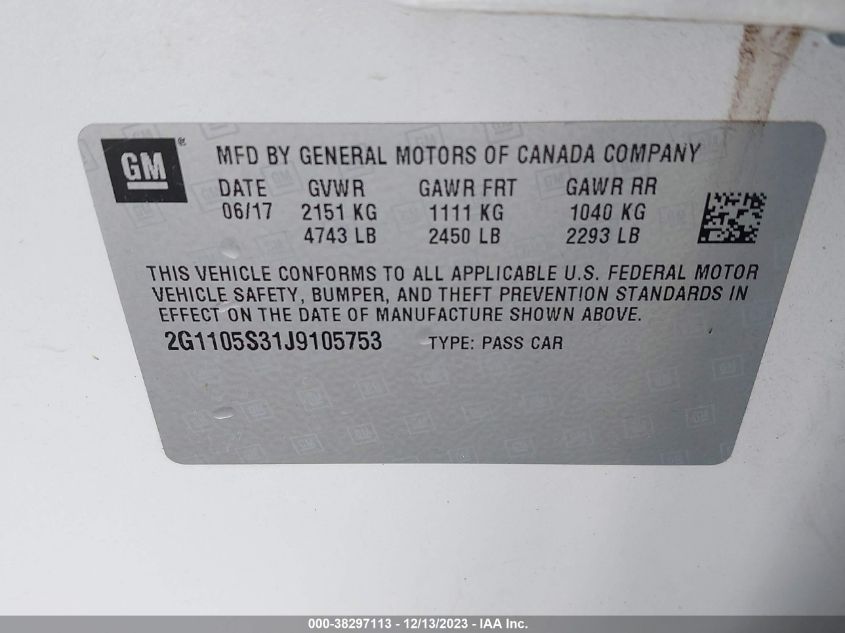 GM ® MFD BY GENERAL MOTORS OF CANADA COMPANY
DATE GVWR GAWR FRT GAWR RR
06/17 2151 KG 1111 KG 1040 KG
4743 LB 2450 LB 2293 LB
THIS VEHICLE CONFORMS TO ALL APPLICABLE U.S. FEDERAL MOTOR
VEHICLE SAFETY, BUMPER, AND THEFT PREVENTION STANDARDS IN
EFFECT ON THE DATE OF MANUFACTURE SHOWN ABOVE.
2G1105S31J9105753 TYPE: PASS CAR
000-38297113 - 12/13/2023 - IAA Inc.